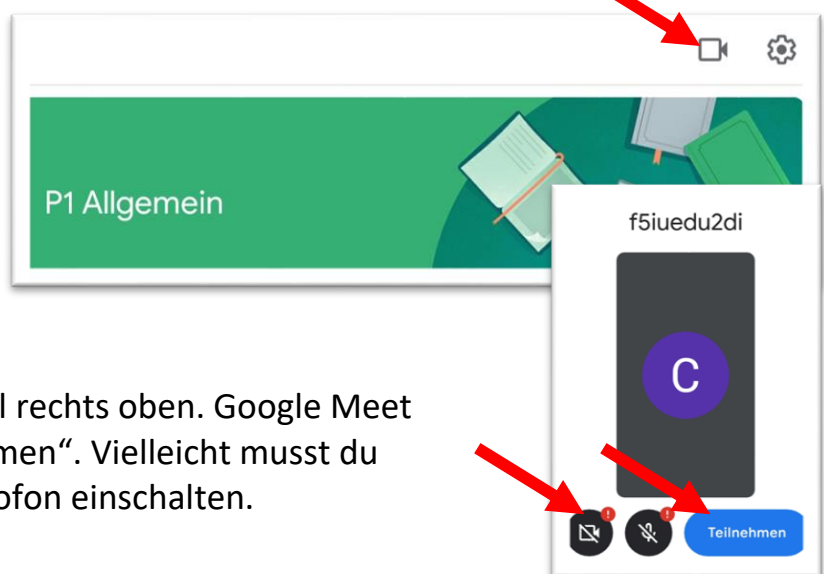 P1 Allgemein
f5iuedu2di
C
rechts oben. Google Meet
men“. Vielleicht musst du
ofon einschalten.
Teilnehmen